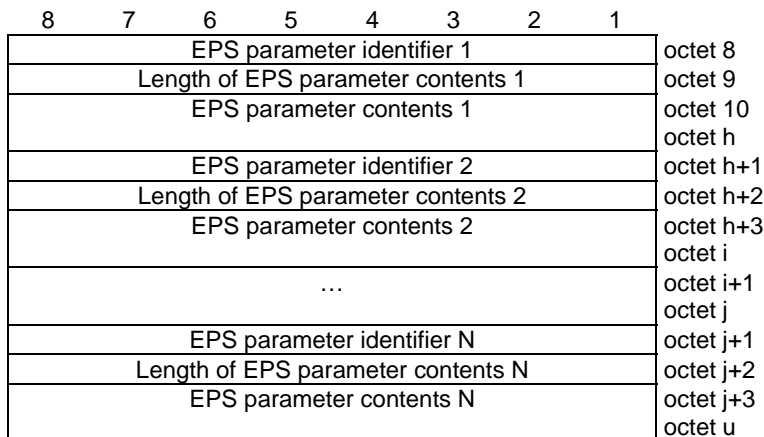 8 7 6 5 4 3 2 1
EPS parameter identifier 1 octet 8
Length of EPS parameter contents 1 octet 9
EPS parameter contents 1 octet 10
octet h
EPS parameter identifier 2 octet h+1
Length of EPS parameter contents 2 octet h+2
EPS parameter contents 2 octet h+3
octet i
… octet i+1
octet j
EPS parameter identifier N octet j+1
Length of EPS parameter contents N octet j+2
EPS parameter contents N octet j+3
octet u